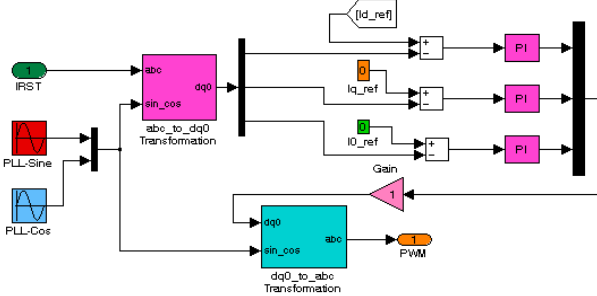 [Id_ref]
+
−
PI
1
IRST
abc
sin_cos
dq0
abc_to_dq0
Transformation
0
Iq_ref
+
−
PI
0
I0_ref
+
−
PI
PLL-Sine
PLL-Cos
Gain
1
dq0
sin_cos
abc
dq0_to_abc
Transformation
1
PWM